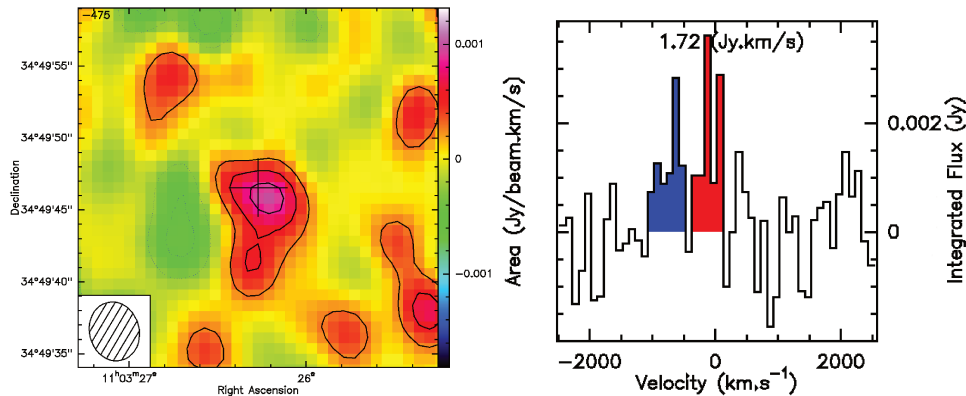 -475
0.001
34°49'55"
34°49'50"
0
34°49'45"
-0.001
34°49'40"
34°49'35"
11ʰ03ᵐ27ˢ
26ˢ
Right Ascension
Declination
1.72 (Jy.km/s)
Area (Jy/beam.km/s)
0.002
0
Integrated Flux (Jy)
-2000
0
2000
Velocity (km,s⁻¹)